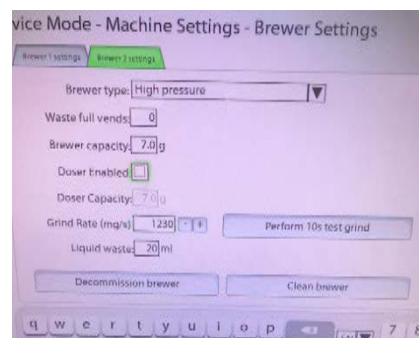 vice Mode - Machine Settings - Brewer Settings
Brewer 1 settings Brewer 2 settings
Brewer type: High pressure
Waste full vends: 0
Brewer capacity: 7.0 g
Doser Enabled:
Doser Capacity: 7.0 g
Grind Rate (mg/s) 1230 - + Perform 10s test grind
Liquid waste: 20 ml
Decommission brewer Clean brewer
q w e r t y u i o p 7 8